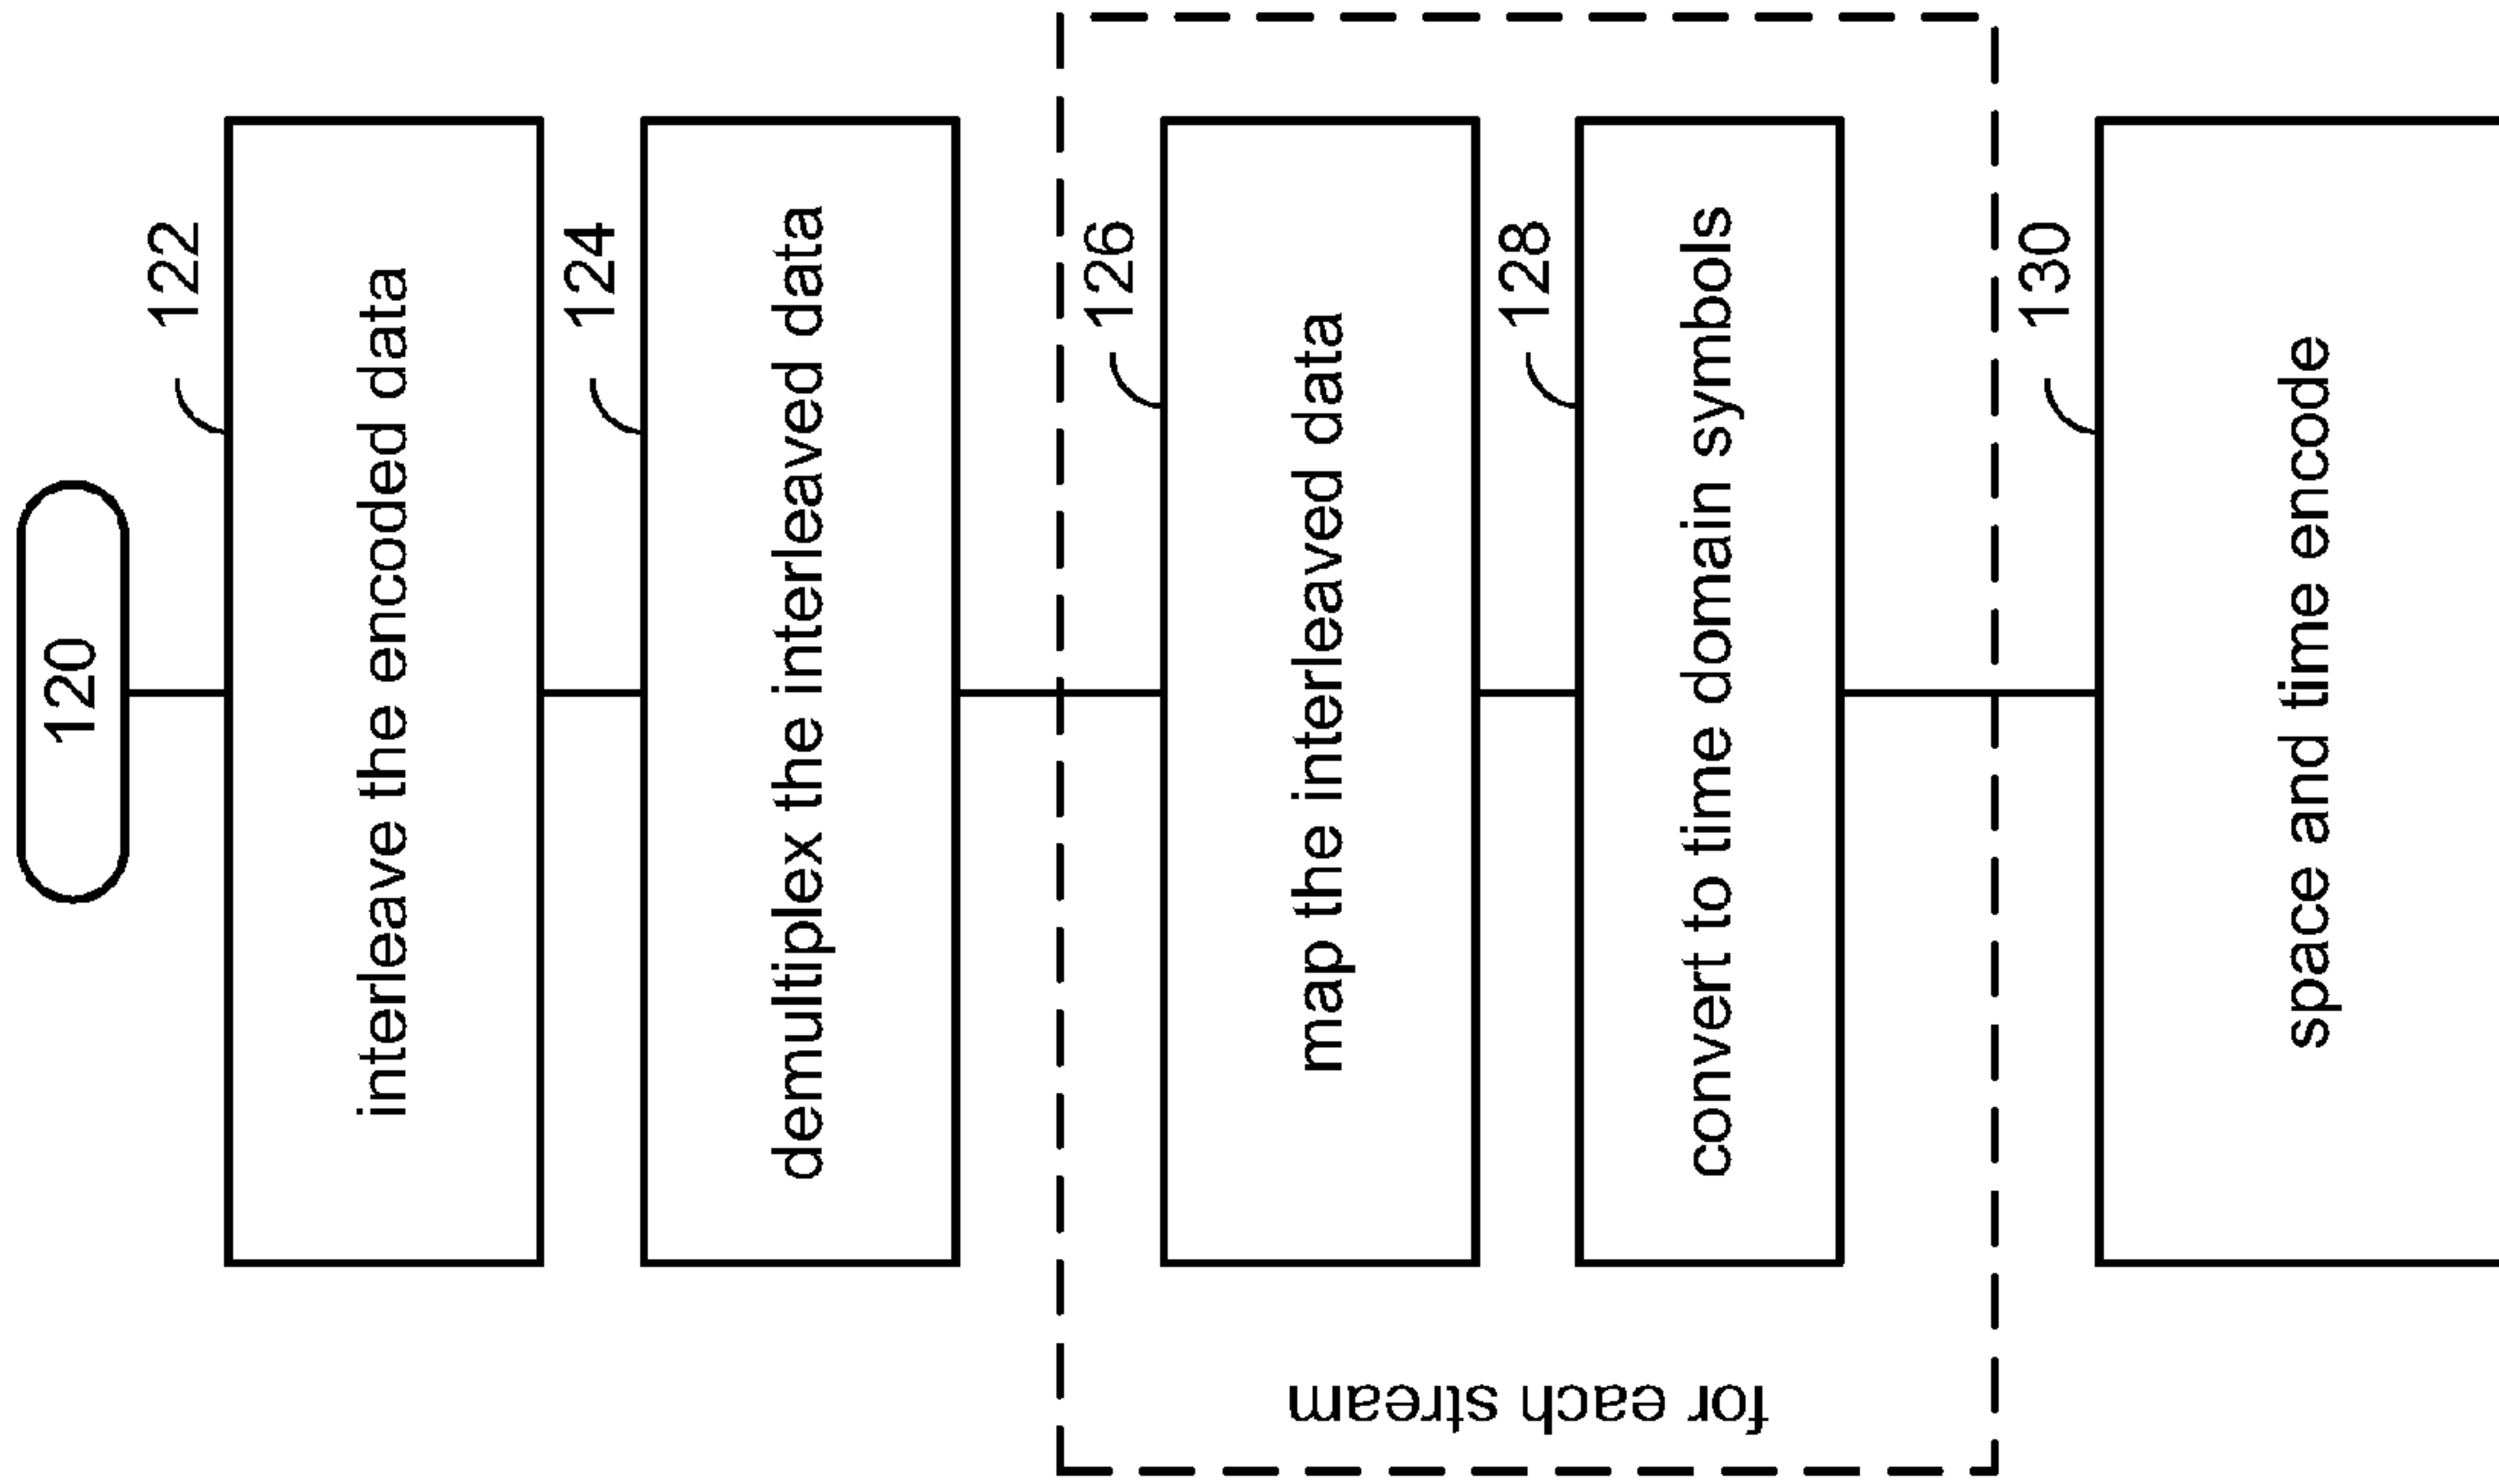 120
122
interleave the encoded data
124
demultiplex the interleaved data
for each stream
126
map the interleaved data
128
convert to time domain symbols
130
space and time encode